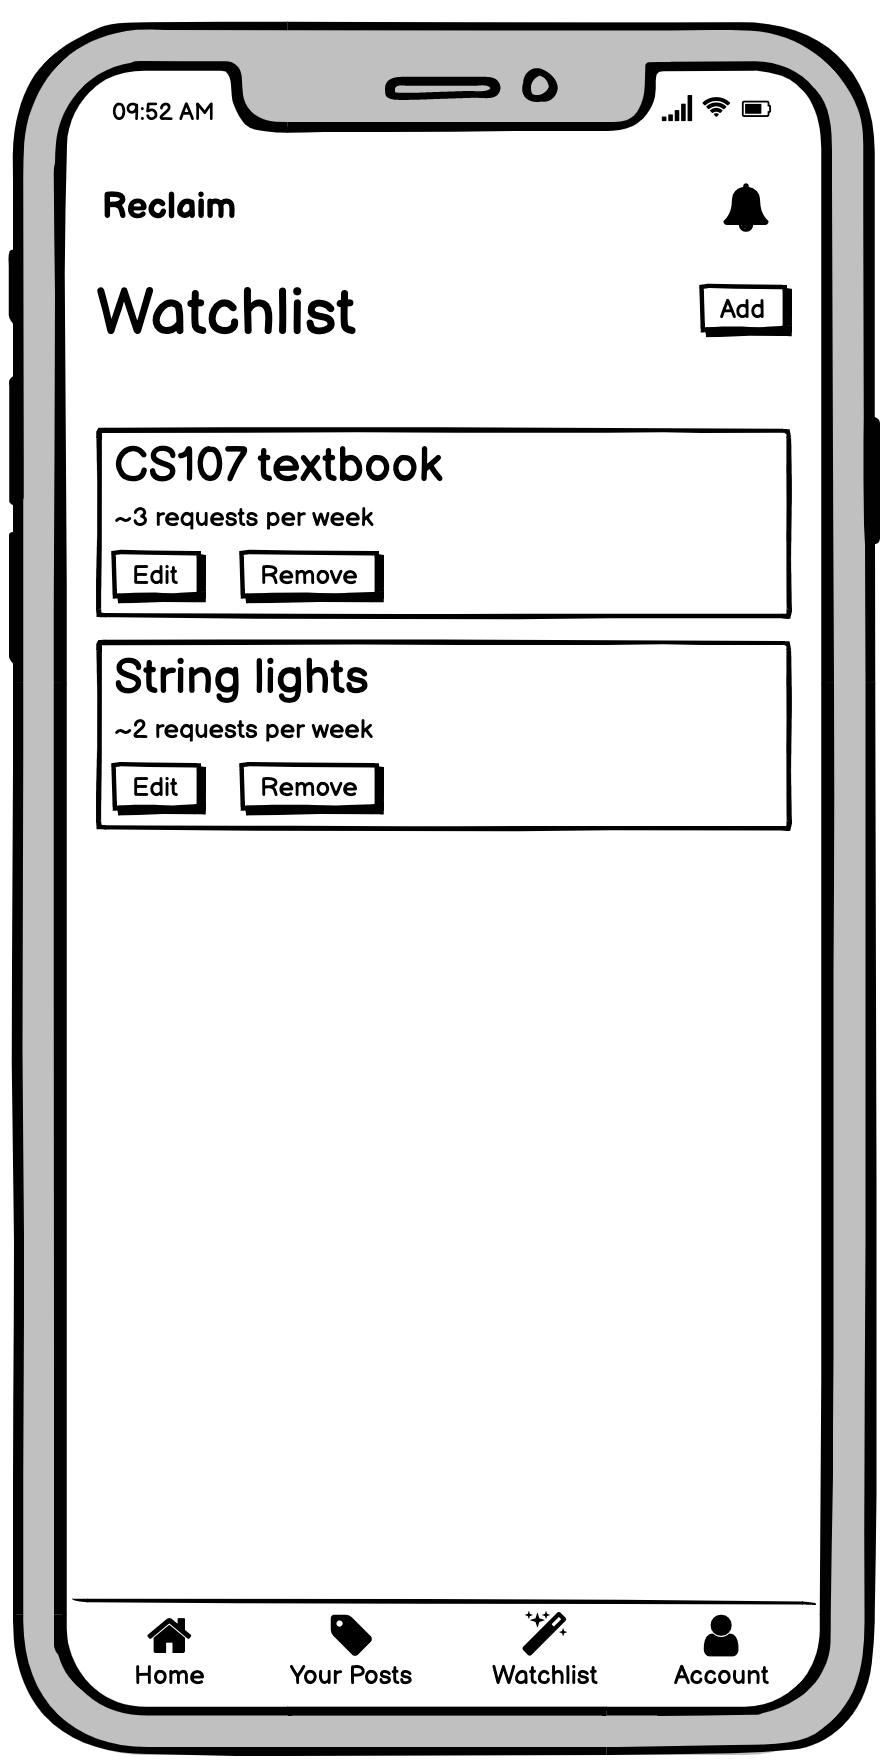 09:52 AM
Reclaim
Watchlist
Add
CS107 textbook
~3 requests per week
Edit Remove
String lights
~2 requests per week
Edit Remove
Home Your Posts Watchlist Account